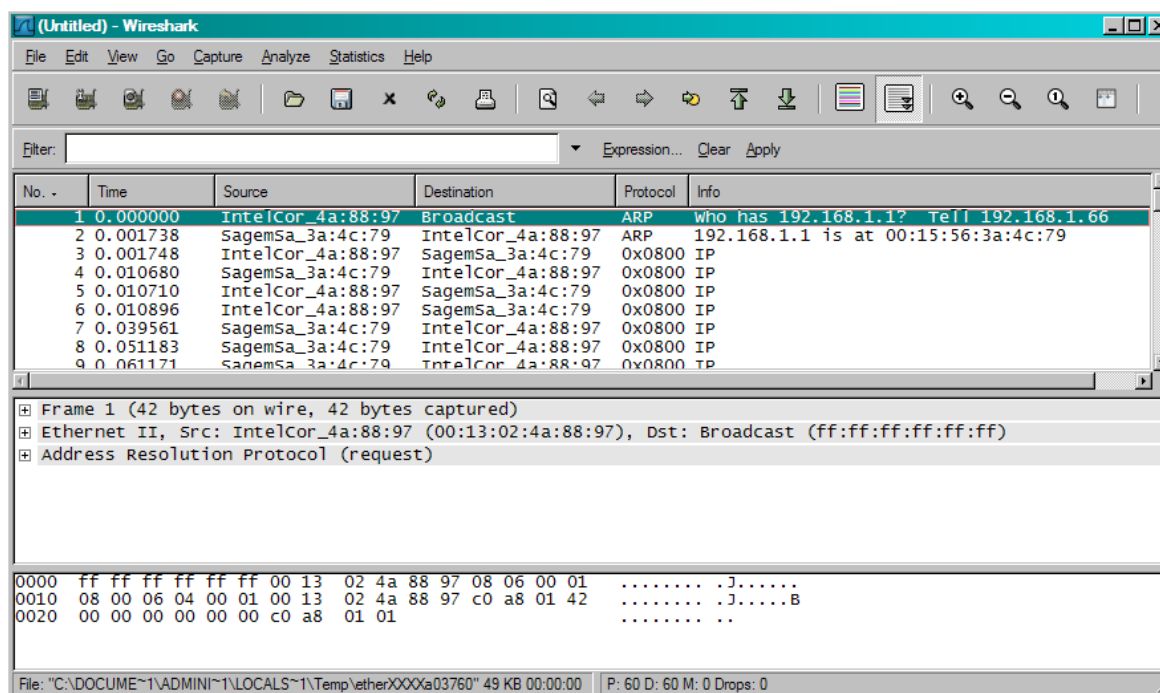 (Untitled) - Wireshark
File Edit View Go Capture Analyze Statistics Help
Filter: Expression... Clear Apply
No. Time Source Destination Protocol Info
1 0.000000 IntelCor_4a:88:97 Broadcast ARP Who has 192.168.1.1? Tell 192.168.1.66
2 0.001738 SagemSa_3a:4c:79 IntelCor_4a:88:97 ARP 192.168.1.1 is at 00:15:56:3a:4c:79
3 0.001748 IntelCor_4a:88:97 SagemSa_3a:4c:79 0x0800 IP
4 0.010680 SagemSa_3a:4c:79 IntelCor_4a:88:97 0x0800 IP
5 0.010710 IntelCor_4a:88:97 SagemSa_3a:4c:79 0x0800 IP
6 0.010896 IntelCor_4a:88:97 SagemSa_3a:4c:79 0x0800 IP
7 0.039561 SagemSa_3a:4c:79 IntelCor_4a:88:97 0x0800 IP
8 0.051183 SagemSa_3a:4c:79 IntelCor_4a:88:97 0x0800 IP
9 0.061171 SagemSa_3a:4c:79 IntelCor_4a:88:97 0x0800 IP
Frame 1 (42 bytes on wire, 42 bytes captured)
Ethernet II, Src: IntelCor_4a:88:97 (00:13:02:4a:88:97), Dst: Broadcast (ff:ff:ff:ff:ff:ff)
Address Resolution Protocol (request)
0000 ff ff ff ff ff ff 00 13 02 4a 88 97 08 06 00 01 ........ .J......
0010 08 00 06 04 00 01 00 13 02 4a 88 97 c0 a8 01 42 ........ .J.....B
0020 00 00 00 00 00 00 c0 a8 01 01 ........ ..
File: "C:\DOCUME~1\ADMINI~1\LOCALS~1\Temp\etherXXXXa03760" 49 KB 00:00:00 P: 60 D: 60 M: 0 Drops: 0